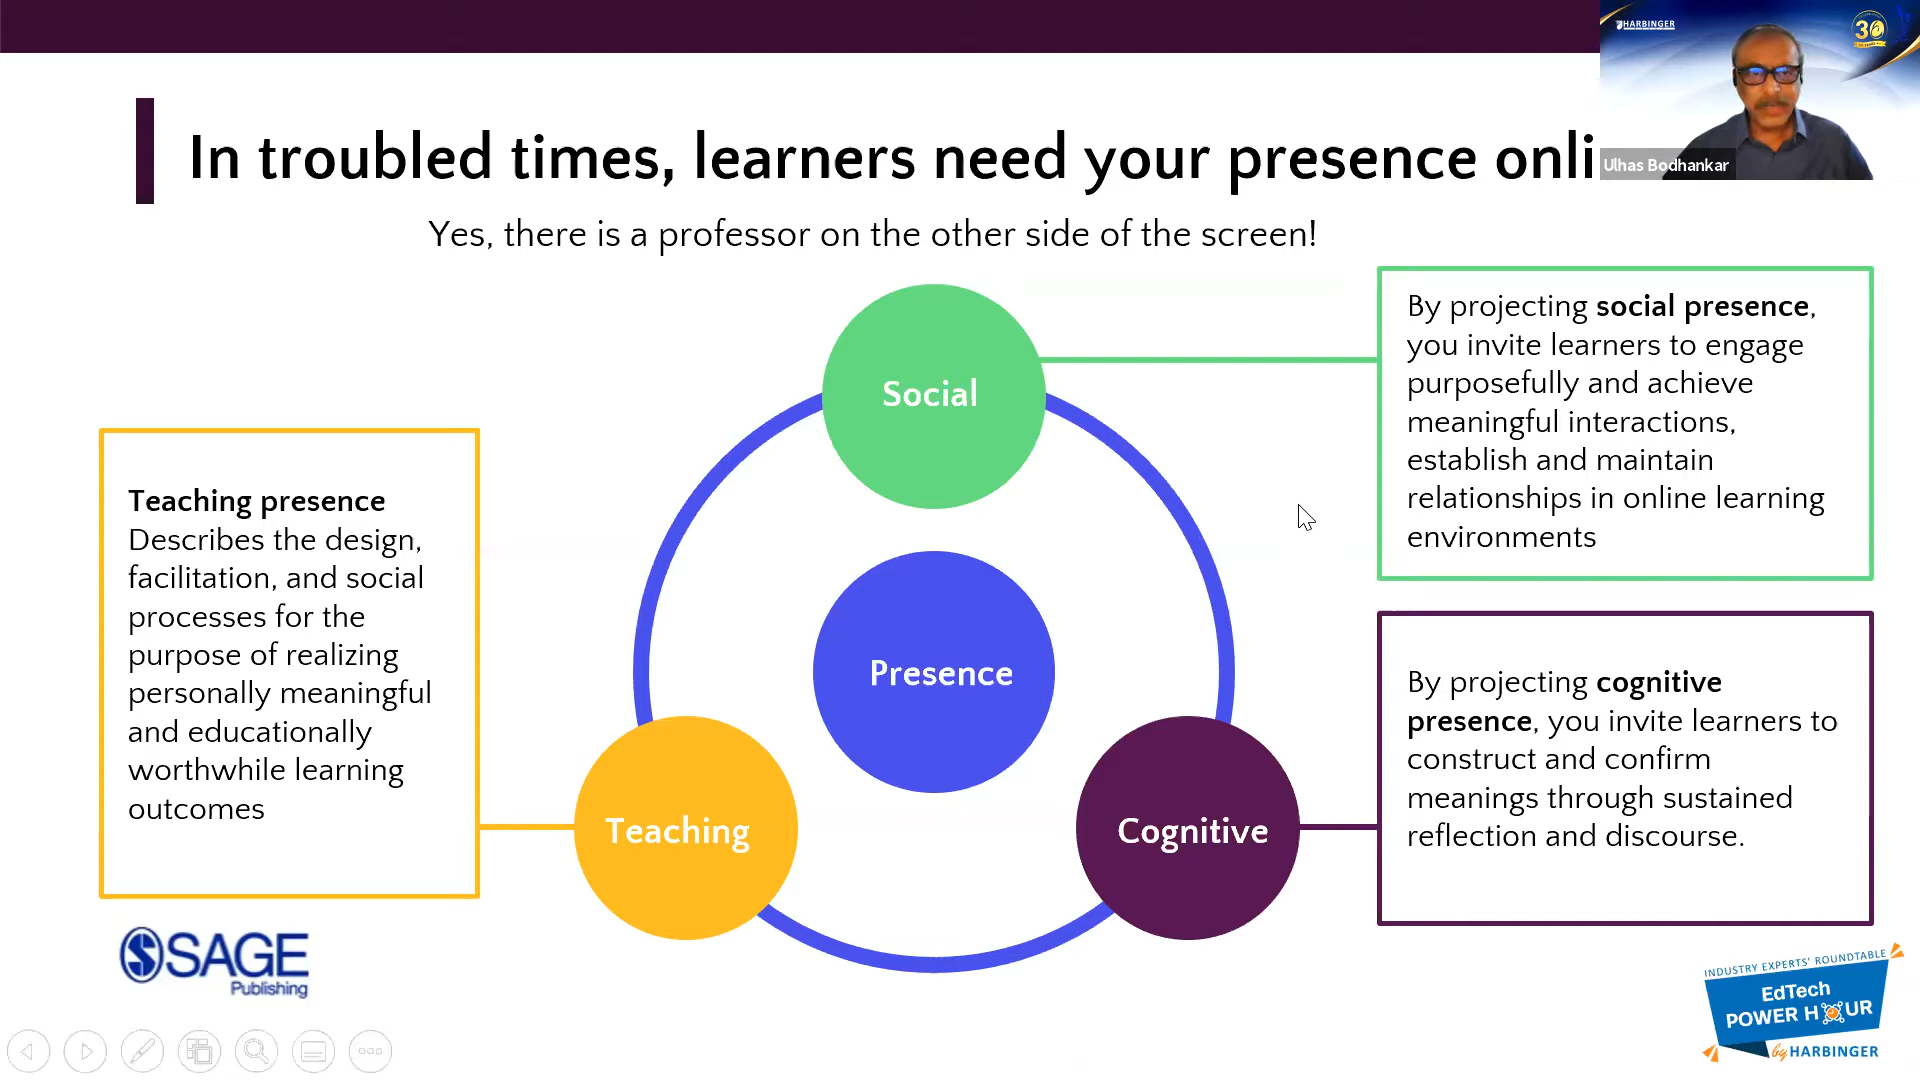 HARBINGER
30
Ulhas Bodhankar
In troubled times, learners need your presence onli
Yes, there is a professor on the other side of the screen!
Social
By projecting social presence,
you invite learners to engage
purposefully and achieve
meaningful interactions,
establish and maintain
relationships in online learning
environments
Teaching presence
Describes the design,
facilitation, and social
processes for the
purpose of realizing
personally meaningful
and educationally
worthwhile learning
outcomes
Presence
Teaching
Cognitive
By projecting cognitive
presence, you invite learners to
construct and confirm
meanings through sustained
reflection and discourse.
SAGE
Publishing
INDUSTRY EXPERTS' ROUNDTABLE
EdTech
POWER HOUR
by HARBINGER